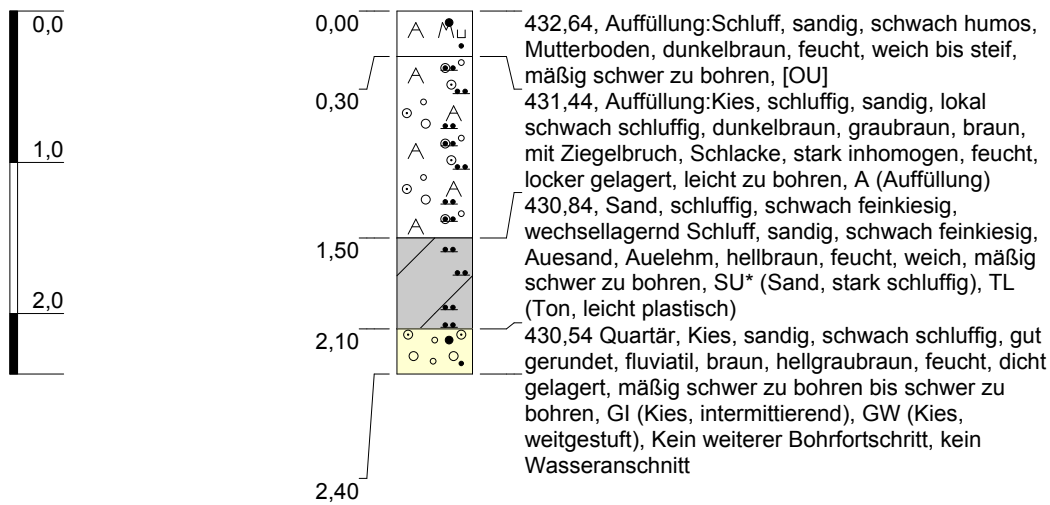 0,0
1,0
2,0
0,00
0,30
1,50
2,10
2,40
432,64, Auffüllung:Schluff, sandig, schwach humos,
Mutterboden, dunkelbraun, feucht, weich bis steif,
mäßig schwer zu bohren, [OU]
431,44, Auffüllung:Kies, schluffig, sandig, lokal
schwach schluffig, dunkelbraun, graubraun, braun,
mit Ziegelbruch, Schlacke, stark inhomogen, feucht,
locker gelagert, leicht zu bohren, A (Auffüllung)
430,84, Sand, schluffig, schwach feinkiesig,
wechsellagernd Schluff, sandig, schwach feinkiesig,
Auesand, Auelehm, hellbraun, feucht, weich, mäßig
schwer zu bohren, SU* (Sand, stark schluffig), TL
(Ton, leicht plastisch)
430,54 Quartär, Kies, sandig, schwach schluffig, gut
gerundet, fluviatil, braun, hellgraubraun, feucht, dicht
gelagert, mäßig schwer zu bohren bis schwer zu
bohren, GI (Kies, intermittierend), GW (Kies,
weitgestuft), Kein weiterer Bohrfortschritt, kein
Wasseranschnitt